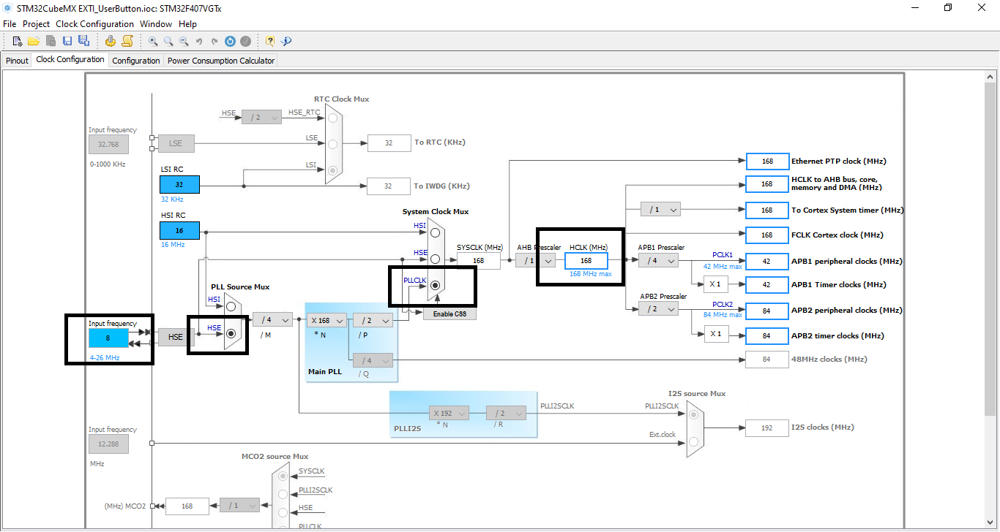 STM32CubeMX EXTI_UserButton.ioc: STM32F407VGTx
File Project Clock Configuration Window Help
Pinout Clock Configuration Configuration Power Consumption Calculator
RTC Clock Mux
HSE / 2 HSE_RTC
Input frequency
32.768 LSE LSE 32 To RTC (KHz)
0-1000 KHz
LSI RC LSI
32 32 To IWDG (KHz)
32 KHz
HSI RC
16
16 MHz
System Clock Mux
HSI
HSE
PLLCLK
Enable CSS
SYSCLK (MHz)
168
AHB Prescaler
/ 1
HCLK (MHz)
168
168 MHz max
168 Ethernet PTP clock (MHz)
168 HCLK to AHB bus, core,
memory and DMA (MHz)
/ 1 168 To Cortex System timer (MHz)
168 FCLK Cortex clock (MHz)
APB1 Prescaler
/ 4 PCLK1 42 APB1 peripheral clocks (MHz)
42 MHz max
X 1 42 APB1 Timer clocks (MHz)
APB2 Prescaler
/ 2 PCLK2 84 APB2 peripheral clocks (MHz)
84 MHz max
X 1 84 APB2 timer clocks (MHz)
84 48MHz clocks (MHz)
PLL Source Mux
HSI
Input frequency
8 HSE HSE
4-26 MHz
/ 4
/ M
X 168 / 2
* N / P
/ 4
Main PLL / Q
X 192 / 2 PLLI2SCLK
PLLI2S * N / R
I2S source Mux
PLLI2SCLK
Ext.clock
192 I2S clocks (MHz)
Input frequency
12.288
MHz
MCO2 source Mux
SYSCLK
PLLI2SCLK
HSE
PLLCLK
(MHz) MCO2 168 / 1